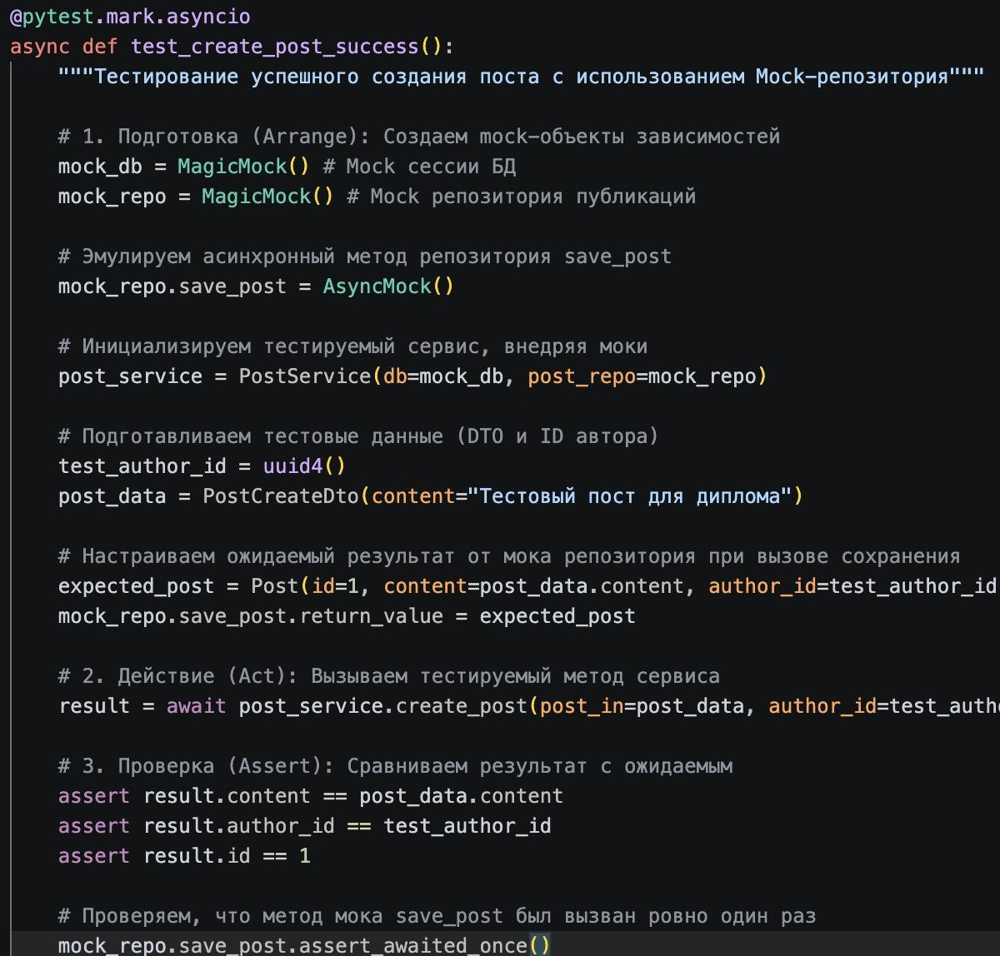 @pytest.mark.asyncio
async def test_create_post_success():
    """Тестирование успешного создания поста с использованием Mock-репозитория"""
    # 1. Подготовка (Arrange): Создаем mock-объекты зависимостей
    mock_db = MagicMock() # Mock сессии БД
    mock_repo = MagicMock() # Mock репозитория публикаций
    # Эмулируем асинхронный метод репозитория save_post
    mock_repo.save_post = AsyncMock()
    # Инициализируем тестируемый сервис, внедряя моки
    post_service = PostService(db=mock_db, post_repo=mock_repo)
    # Подготавливаем тестовые данные (DTO и ID автора)
    test_author_id = uuid4()
    post_data = PostCreateDto(content="Тестовый пост для диплома")
    # Настраиваем ожидаемый результат от мока репозитория при вызове сохранения
    expected_post = Post(id=1, content=post_data.content, author_id=test_author_id
    mock_repo.save_post.return_value = expected_post
    # 2. Действие (Act): Вызываем тестируемый метод сервиса
    result = await post_service.create_post(post_in=post_data, author_id=test_auth
    # 3. Проверка (Assert): Сравниваем результат с ожидаемым
    assert result.content == post_data.content
    assert result.author_id == test_author_id
    assert result.id == 1
    # Проверяем, что метод мока save_post был вызван ровно один раз
    mock_repo.save_post.assert_awaited_once()